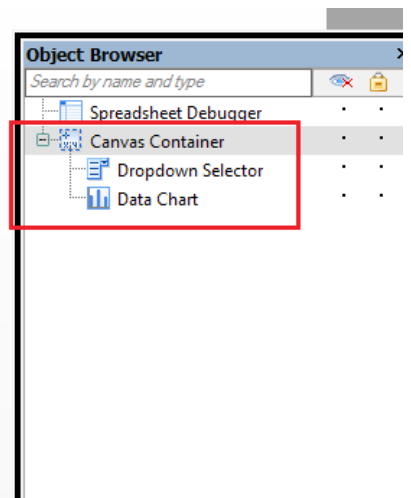 Object Browser
Search by name and type
Spreadsheet Debugger
Canvas Container
Dropdown Selector
Data Chart